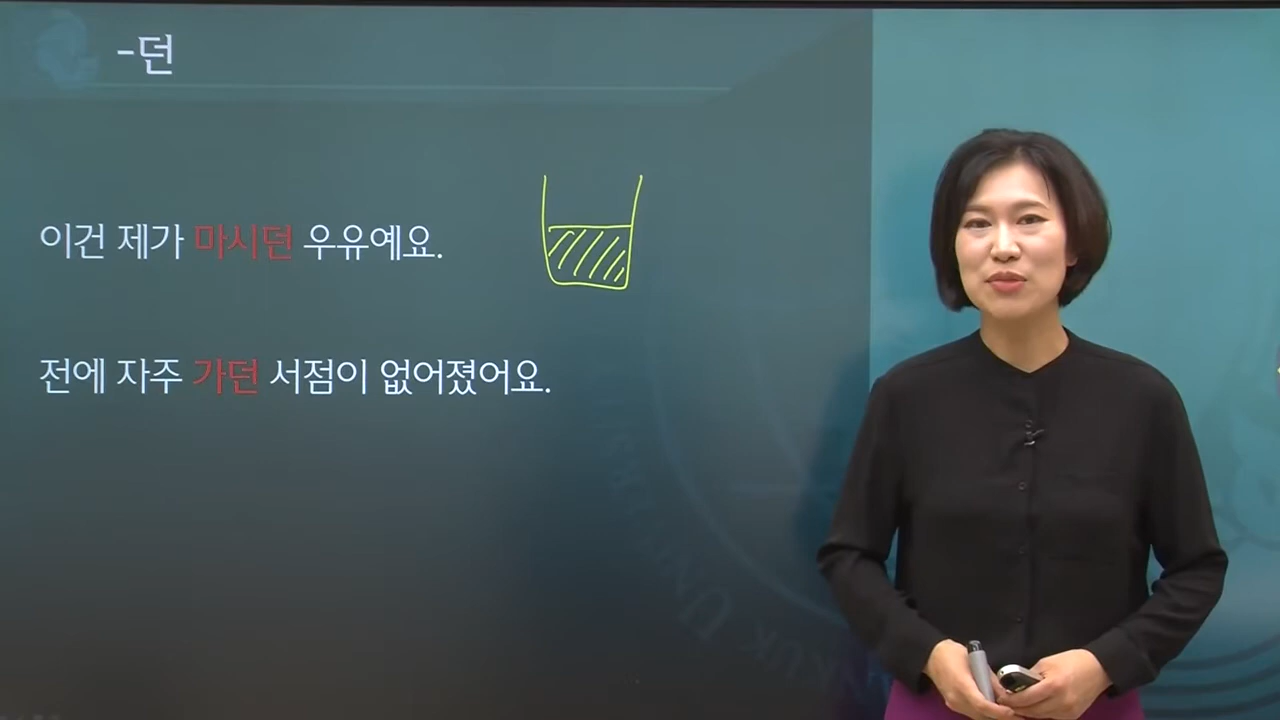 -던
이건 제가 마시던 우유예요.
전에 자주 가던 서점이 없어졌어요.